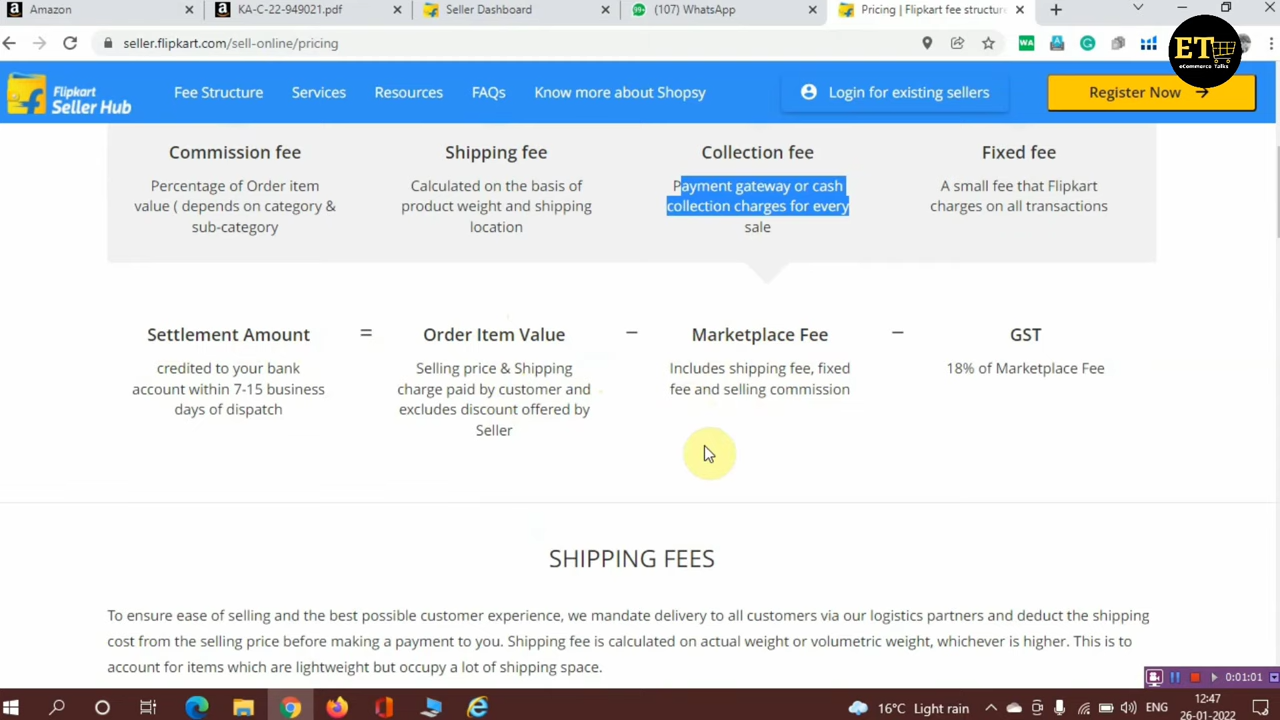 Amazon
KA-C-22-949021.pdf
Seller Dashboard
(107) WhatsApp
Pricing | Flipkart fee structure
seller.flipkart.com/sell-online/pricing
ET
eCommerce Talks
Flipkart
Seller Hub
Fee Structure
Services
Resources
FAQs
Know more about Shopsy
Login for existing sellers
Register Now
Commission fee
Percentage of Order item
value ( depends on category &
sub-category
Shipping fee
Calculated on the basis of
product weight and shipping
location
Collection fee
Payment gateway or cash
collection charges for every
sale
Fixed fee
A small fee that Flipkart
charges on all transactions
Settlement Amount
credited to your bank
account within 7-15 business
days of dispatch
=
Order Item Value
Selling price & Shipping
charge paid by customer and
excludes discount offered by
Seller
−
Marketplace Fee
Includes shipping fee, fixed
fee and selling commission
−
GST
18% of Marketplace Fee
SHIPPING FEES
To ensure ease of selling and the best possible customer experience, we mandate delivery to all customers via our logistics partners and deduct the shipping
cost from the selling price before making a payment to you. Shipping fee is calculated on actual weight or volumetric weight, whichever is higher. This is to
account for items which are lightweight but occupy a lot of shipping space.
0:01:01
16°C Light rain
ENG
12:47
26-01-2022